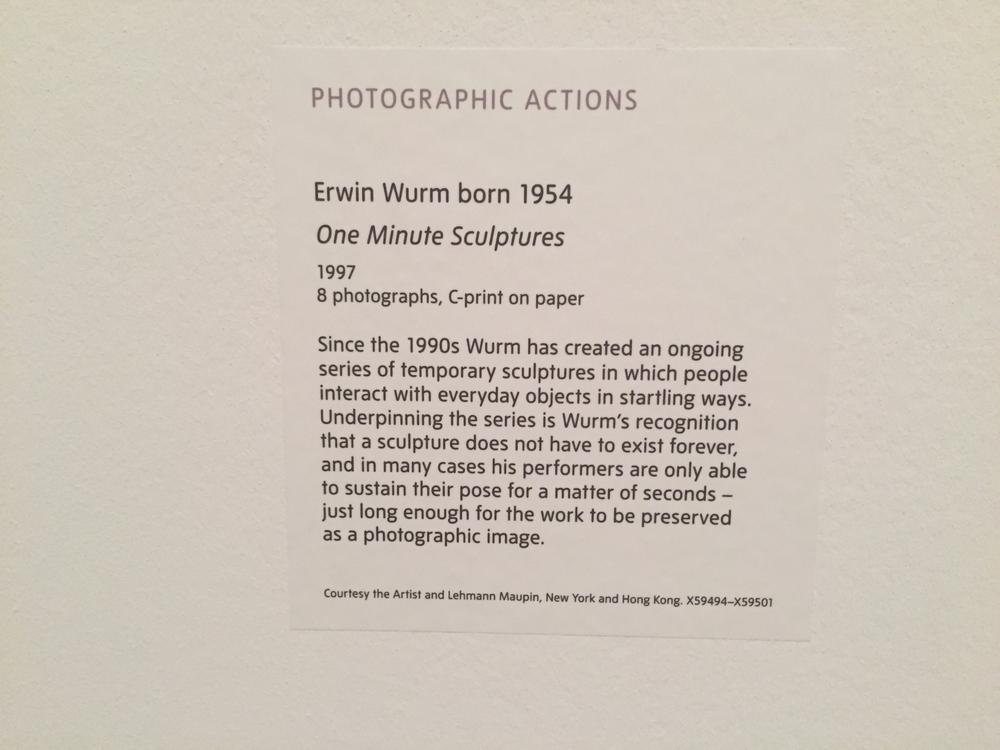 PHOTOGRAPHIC ACTIONS
Erwin Wurm born 1954
One Minute Sculptures
1997
8 photographs, C-print on paper
Since the 1990s Wurm has created an ongoing
series of temporary sculptures in which people
interact with everyday objects in startling ways.
Underpinning the series is Wurm's recognition
that a sculpture does not have to exist forever,
and in many cases his performers are only able
to sustain their pose for a matter of seconds –
just long enough for the work to be preserved
as a photographic image.
Courtesy the Artist and Lehmann Maupin, New York and Hong Kong. X59494–X59501